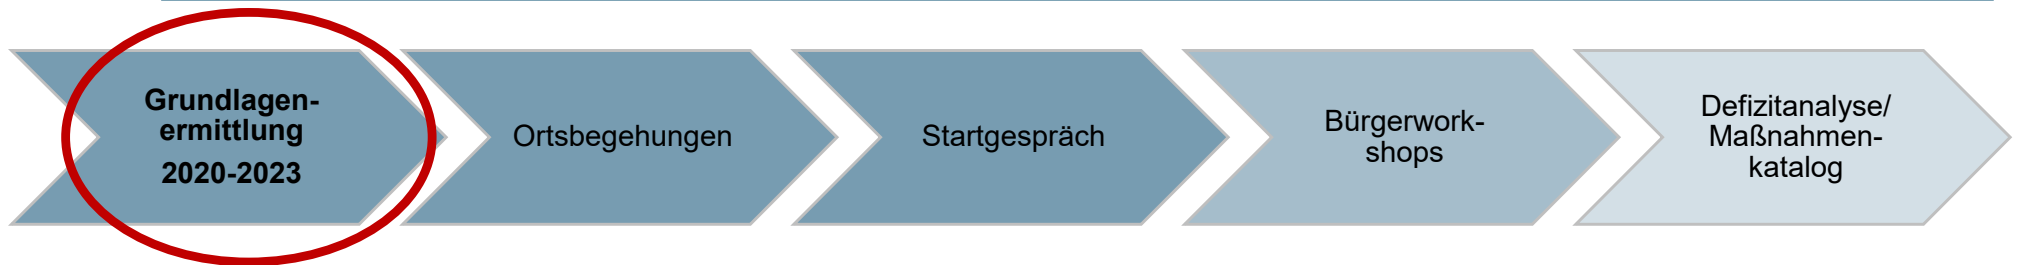 Grundlagen-
ermittlung
2020-2023
Ortsbegehungen
Startgespräch
Bürgerwork-
shops
Defizitanalyse/
Maßnahmen-
katalog